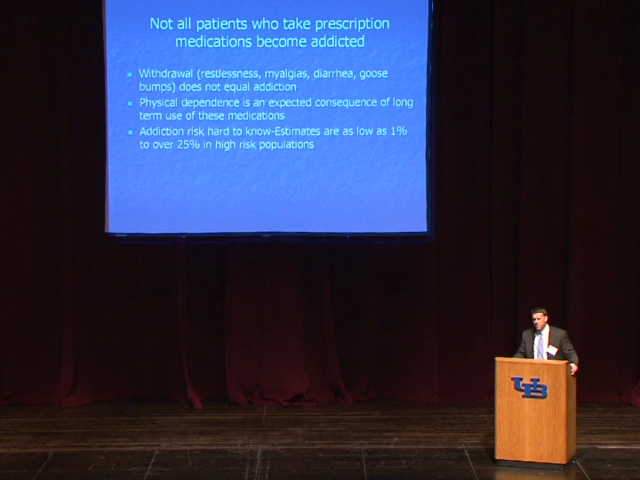 Not all patients who take prescription
medications become addicted
Withdrawal (restlessness, myalgias, diarrhea, goose
bumps) does not equal addiction
Physical dependence is an expected consequence of long
term use of these medications
Addiction risk hard to know-Estimates are as low as 1%
to over 25% in high risk populations
UB